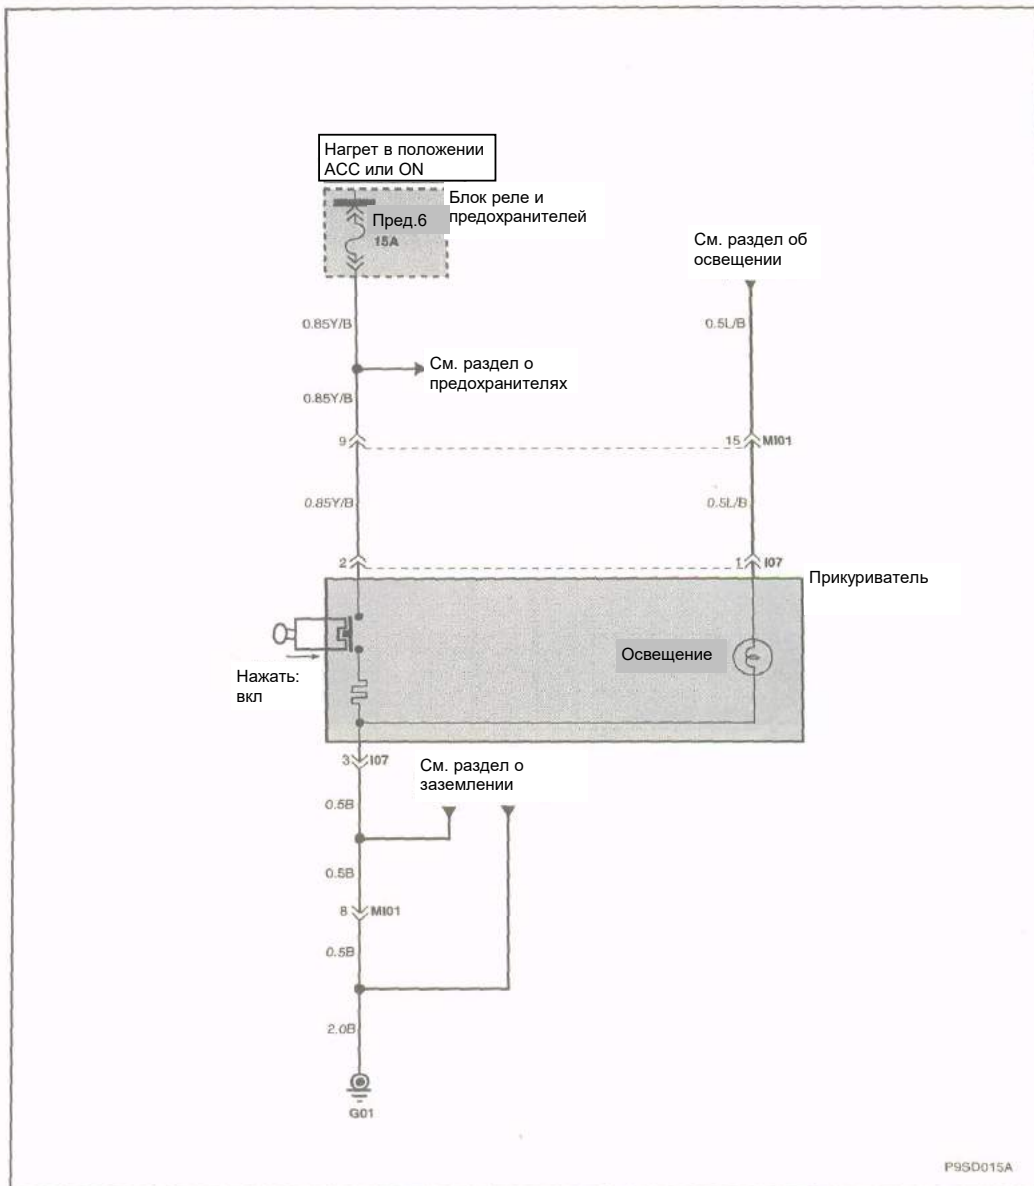 Нагрет в положении
ACC или ON
Блок реле и
предохранителей
Пред.6
15A
См. раздел об
освещении
0.85Y/B
0.5L/B
См. раздел о
предохранителях
0.85Y/B
9
15
MI01
0.85Y/B
0.5L/B
2
1
I07
Прикуриватель
Освещение
Нажать:
вкл
3
I07
См. раздел о
заземлении
0.5B
0.5B
8
MI01
0.5B
2.0B
G01
P9SD015A